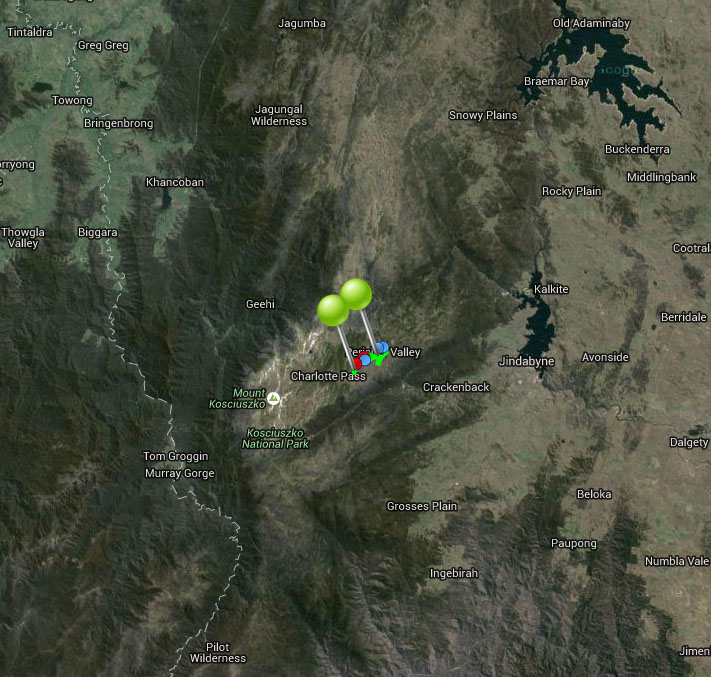 Jagumba
Old Adaminaby
Tintaldra
Greg Greg
Braemar Bay
Towong
Jagungal
Wilderness
Snowy Plains
Bringenbrong
Buckenderra
Khancoban
Middlingbank
Rocky Plain
Thowgla
Valley
Biggara
Kalkite
Geehi
Berridale
Valley
Jindabyne
Avonside
Charlotte Pass
Crackenback
Mount
Kosciuszko
Kosciuszko
National Park
Dalgety
Tom Groggin
Murray Gorge
Beloka
Grosses Plain
Paupong
Numbla Vale
Ingebirah
Pilot
Wilderness
Jimen